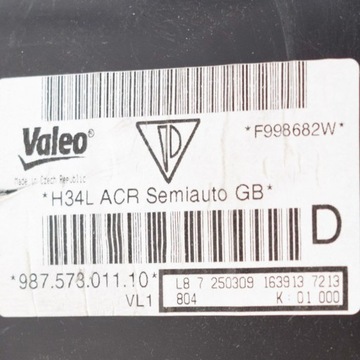 Valeo®
Made in Czech Republic
*F998682W*
*H34L ACR Semiauto GB*
D
*987.573.011.10*
VL1
L8 7 250309 163913 7213
804 K:01 000